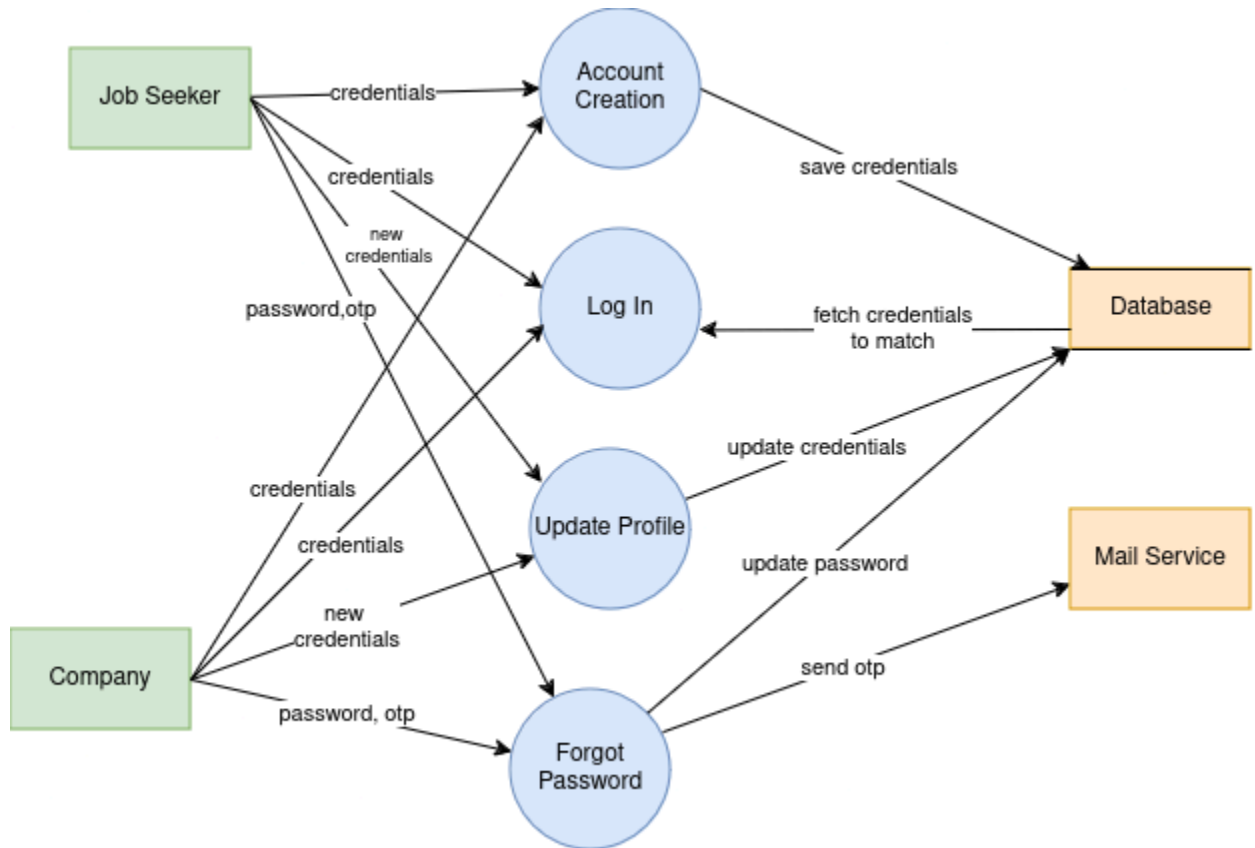 Job Seeker
credentials
Account
Creation
credentials
save credentials
new
credentials
password,otp
Log In
fetch credentials
to match
Database
update credentials
credentials
Update Profile
credentials
update password
Mail Service
new
credentials
Company
send otp
password, otp
Forgot
Password